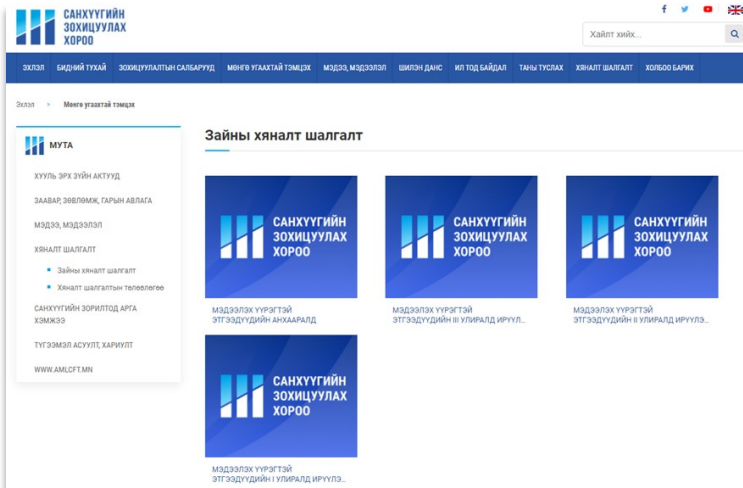 САНХҮҮГИЙН
ЗОХИЦУУЛАХ
ХОРОО
Хайлт хийх...
ЭХЛЭЛ БИДНИЙ ТУХАЙ ЗОХИЦУУЛАЛТЫН САЛБАРУУД МӨНГӨ УГААХТАЙ ТЭМЦЭХ МЭДЭЭ, МЭДЭЭЛЭЛ ШИЛЭН ДАНС ИЛ ТОД БАЙДАЛ ТАНЫ ТУСЛАХ ХЯНАЛТ ШАЛГАЛТ ХОЛБОО БАРИХ
Эхлэл > Мөнгө угаахтай тэмцэх
МУТА
ХУУЛЬ ЭРХ ЗҮЙН АКТУУД
ЗААВАР, ЗӨВЛӨМЖ, ГАРЫН АВЛАГА
МЭДЭЭ, МЭДЭЭЛЭЛ
ХЯНАЛТ ШАЛГАЛТ
Зайны хяналт шалгалт
Хяналт шалгалтын төлөвлөгөө
САНХҮҮГИЙН ЗОРИЛТОД АРГА
ХЭМЖЭЭ
ТҮГЭЭМЭЛ АСУУЛТ, ХАРИУЛТ
WWW.AMLCFT.MN
Зайны хяналт шалгалт
САНХҮҮГИЙН
ЗОХИЦУУЛАХ
ХОРОО
МЭДЭЭЛЭХ ҮҮРЭГТЭЙ
ЭТГЭЭДҮҮДИЙН АНХААРАЛД
САНХҮҮГИЙН
ЗОХИЦУУЛАХ
ХОРОО
МЭДЭЭЛЭХ ҮҮРЭГТЭЙ
ЭТГЭЭДҮҮДИЙН III УЛИРАЛД ИРҮҮЛ...
САНХҮҮГИЙН
ЗОХИЦУУЛАХ
ХОРОО
МЭДЭЭЛЭХ ҮҮРЭГТЭЙ
ЭТГЭЭДҮҮДИЙН II УЛИРАЛД ИРҮҮЛЭ...
САНХҮҮГИЙН
ЗОХИЦУУЛАХ
ХОРОО
МЭДЭЭЛЭХ ҮҮРЭГТЭЙ
ЭТГЭЭДҮҮДИЙН I УЛИРАЛД ИРҮҮЛЭ...